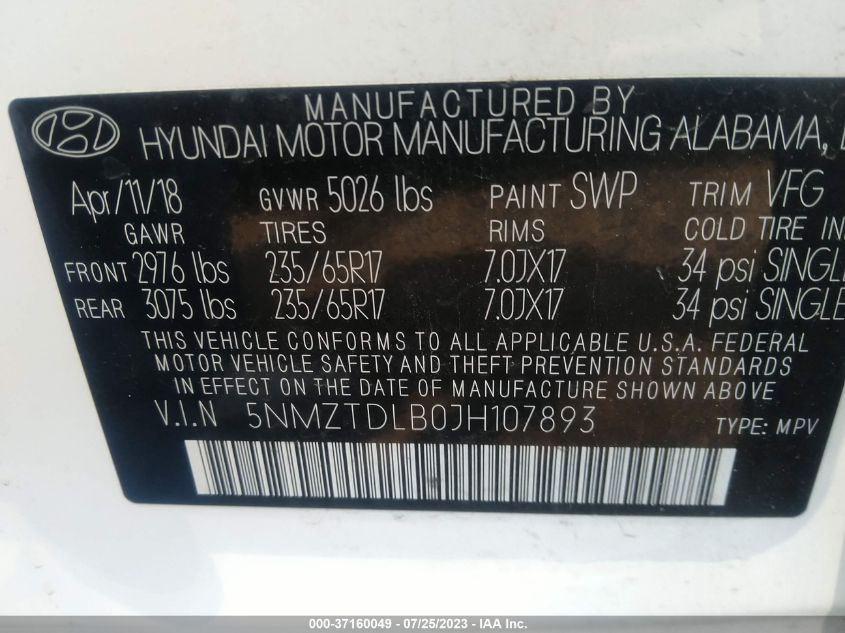 MANUFACTURED BY
HYUNDAI MOTOR MANUFACTURING ALABAMA,
Apr/11/18 GVWR 5026 lbs PAINT SWP TRIM VFG
GAWR TIRES RIMS COLD TIRE IN
FRONT 2976 lbs 235/65R17 7.0JX17 34 psi SINGLE
REAR 3075 lbs 235/65R17 7.0JX17 34 psi SINGLE
THIS VEHICLE CONFORMS TO ALL APPLICABLE U.S.A. FEDERAL
MOTOR VEHICLE SAFETY AND THEFT PREVENTION STANDARDS
IN EFFECT ON THE DATE OF MANUFACTURE SHOWN ABOVE
V.I.N 5NMZTDLB0JH107893 TYPE: MPV
000-37160049 - 07/25/2023 - IAA Inc.